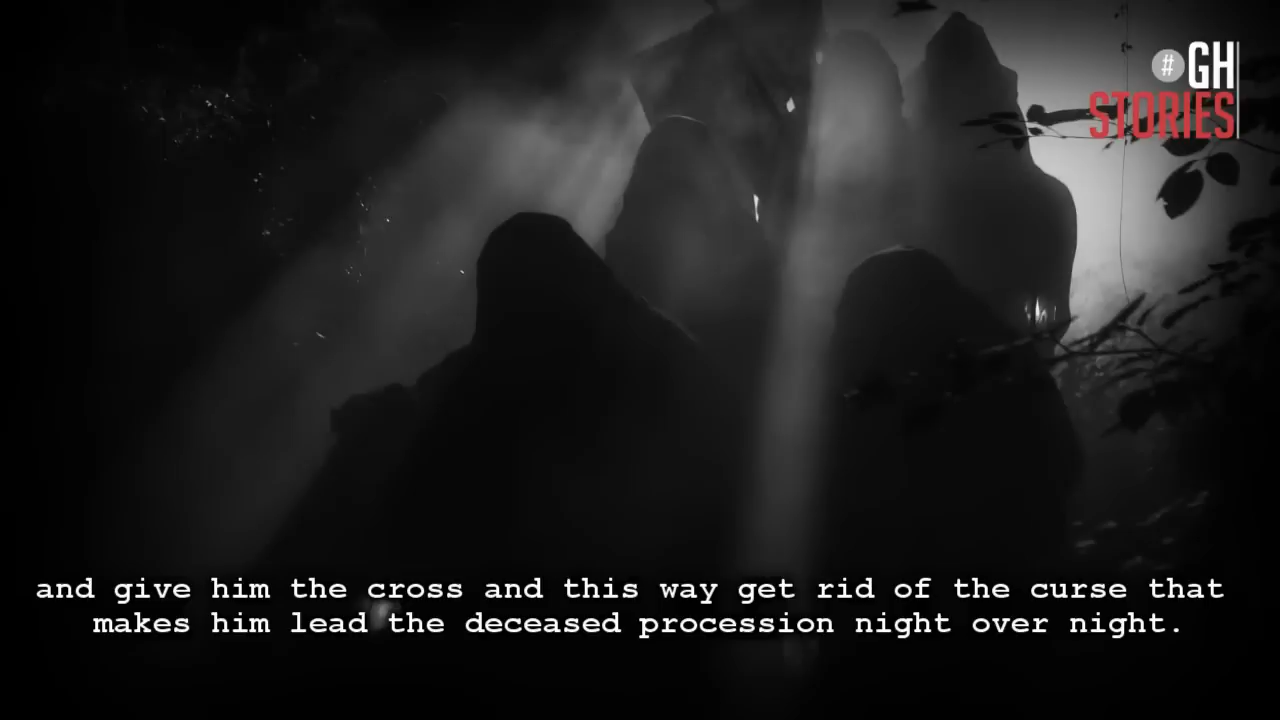 #GH
STORIES
and give him the cross and this way get rid of the curse that
makes him lead the deceased procession night over night.